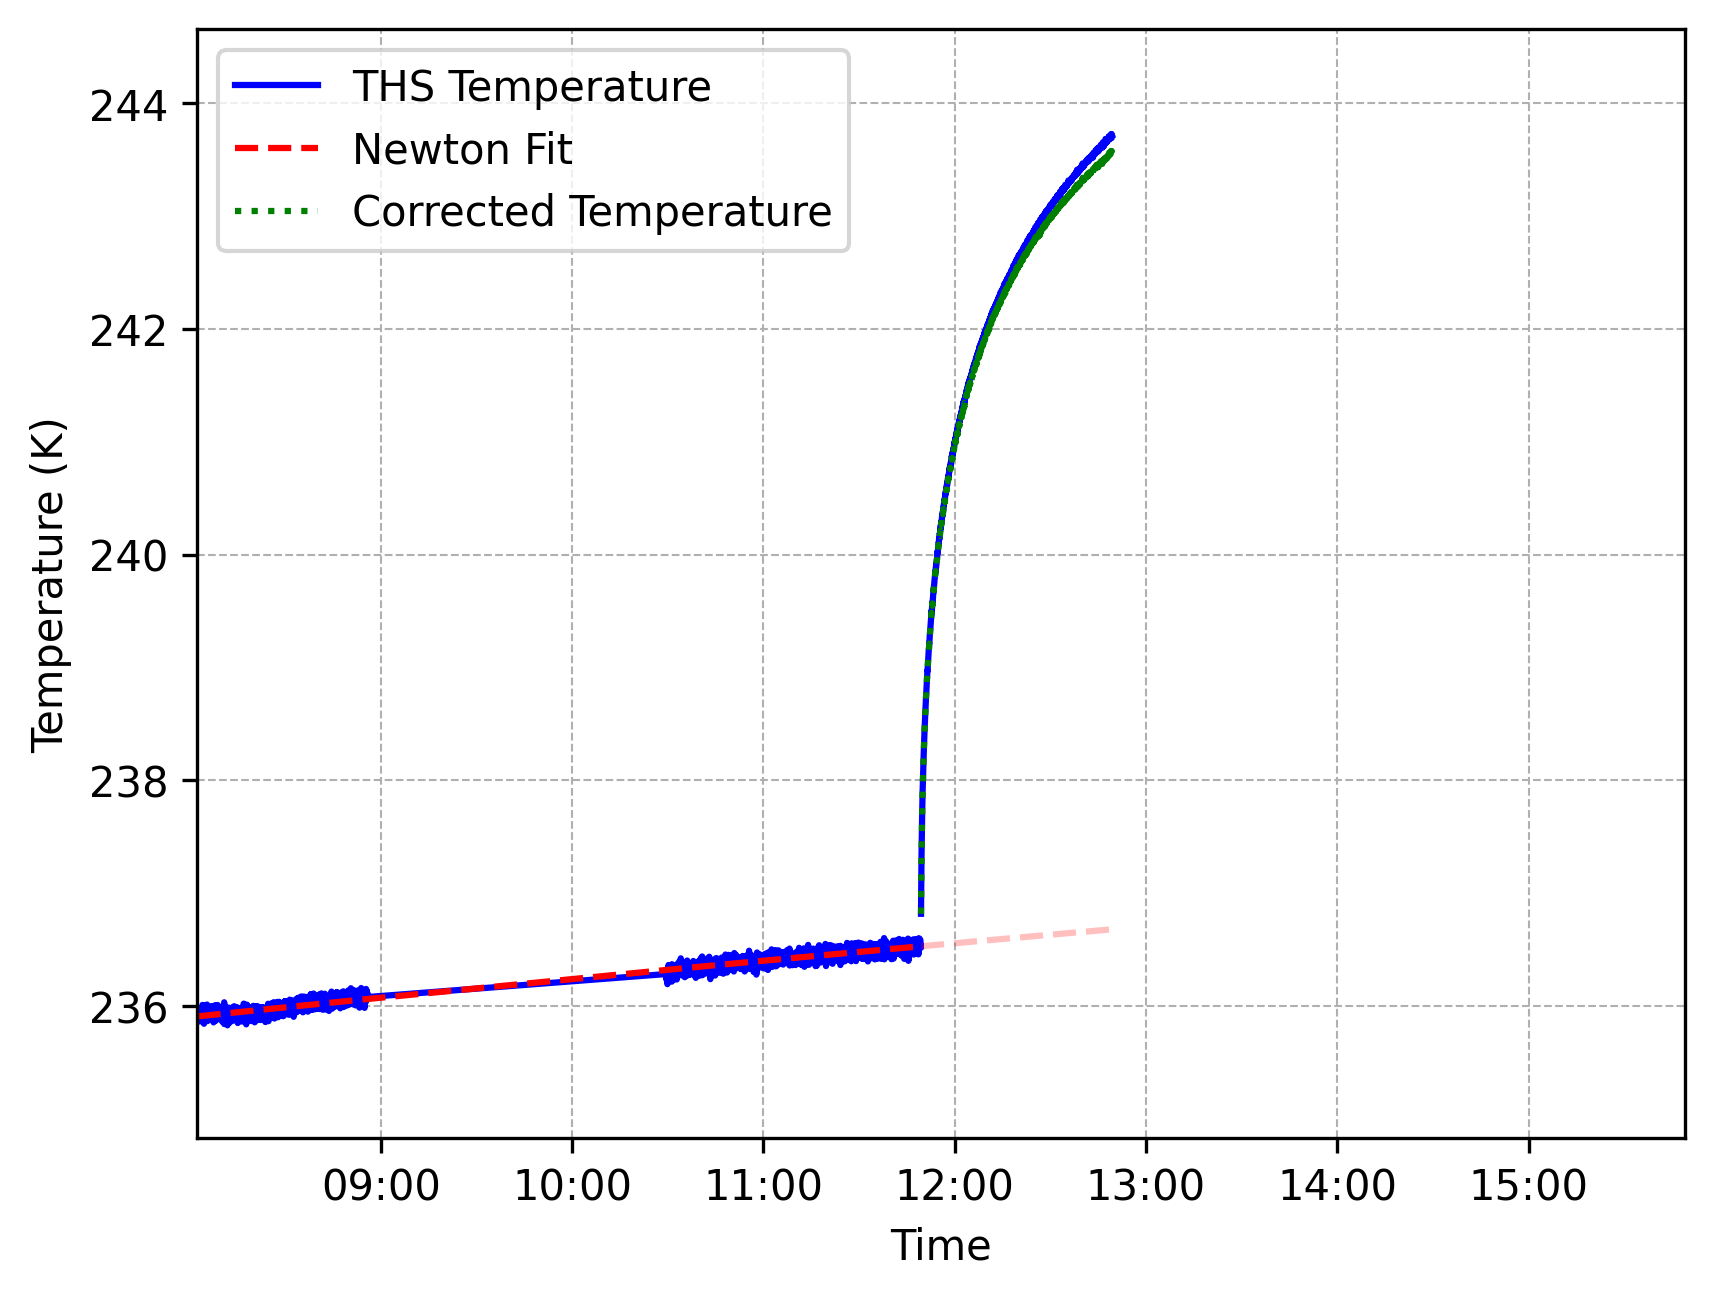 THS Temperature
Newton Fit
Corrected Temperature
Temperature (K)
244
242
240
238
236
09:00 10:00 11:00 12:00 13:00 14:00 15:00
Time